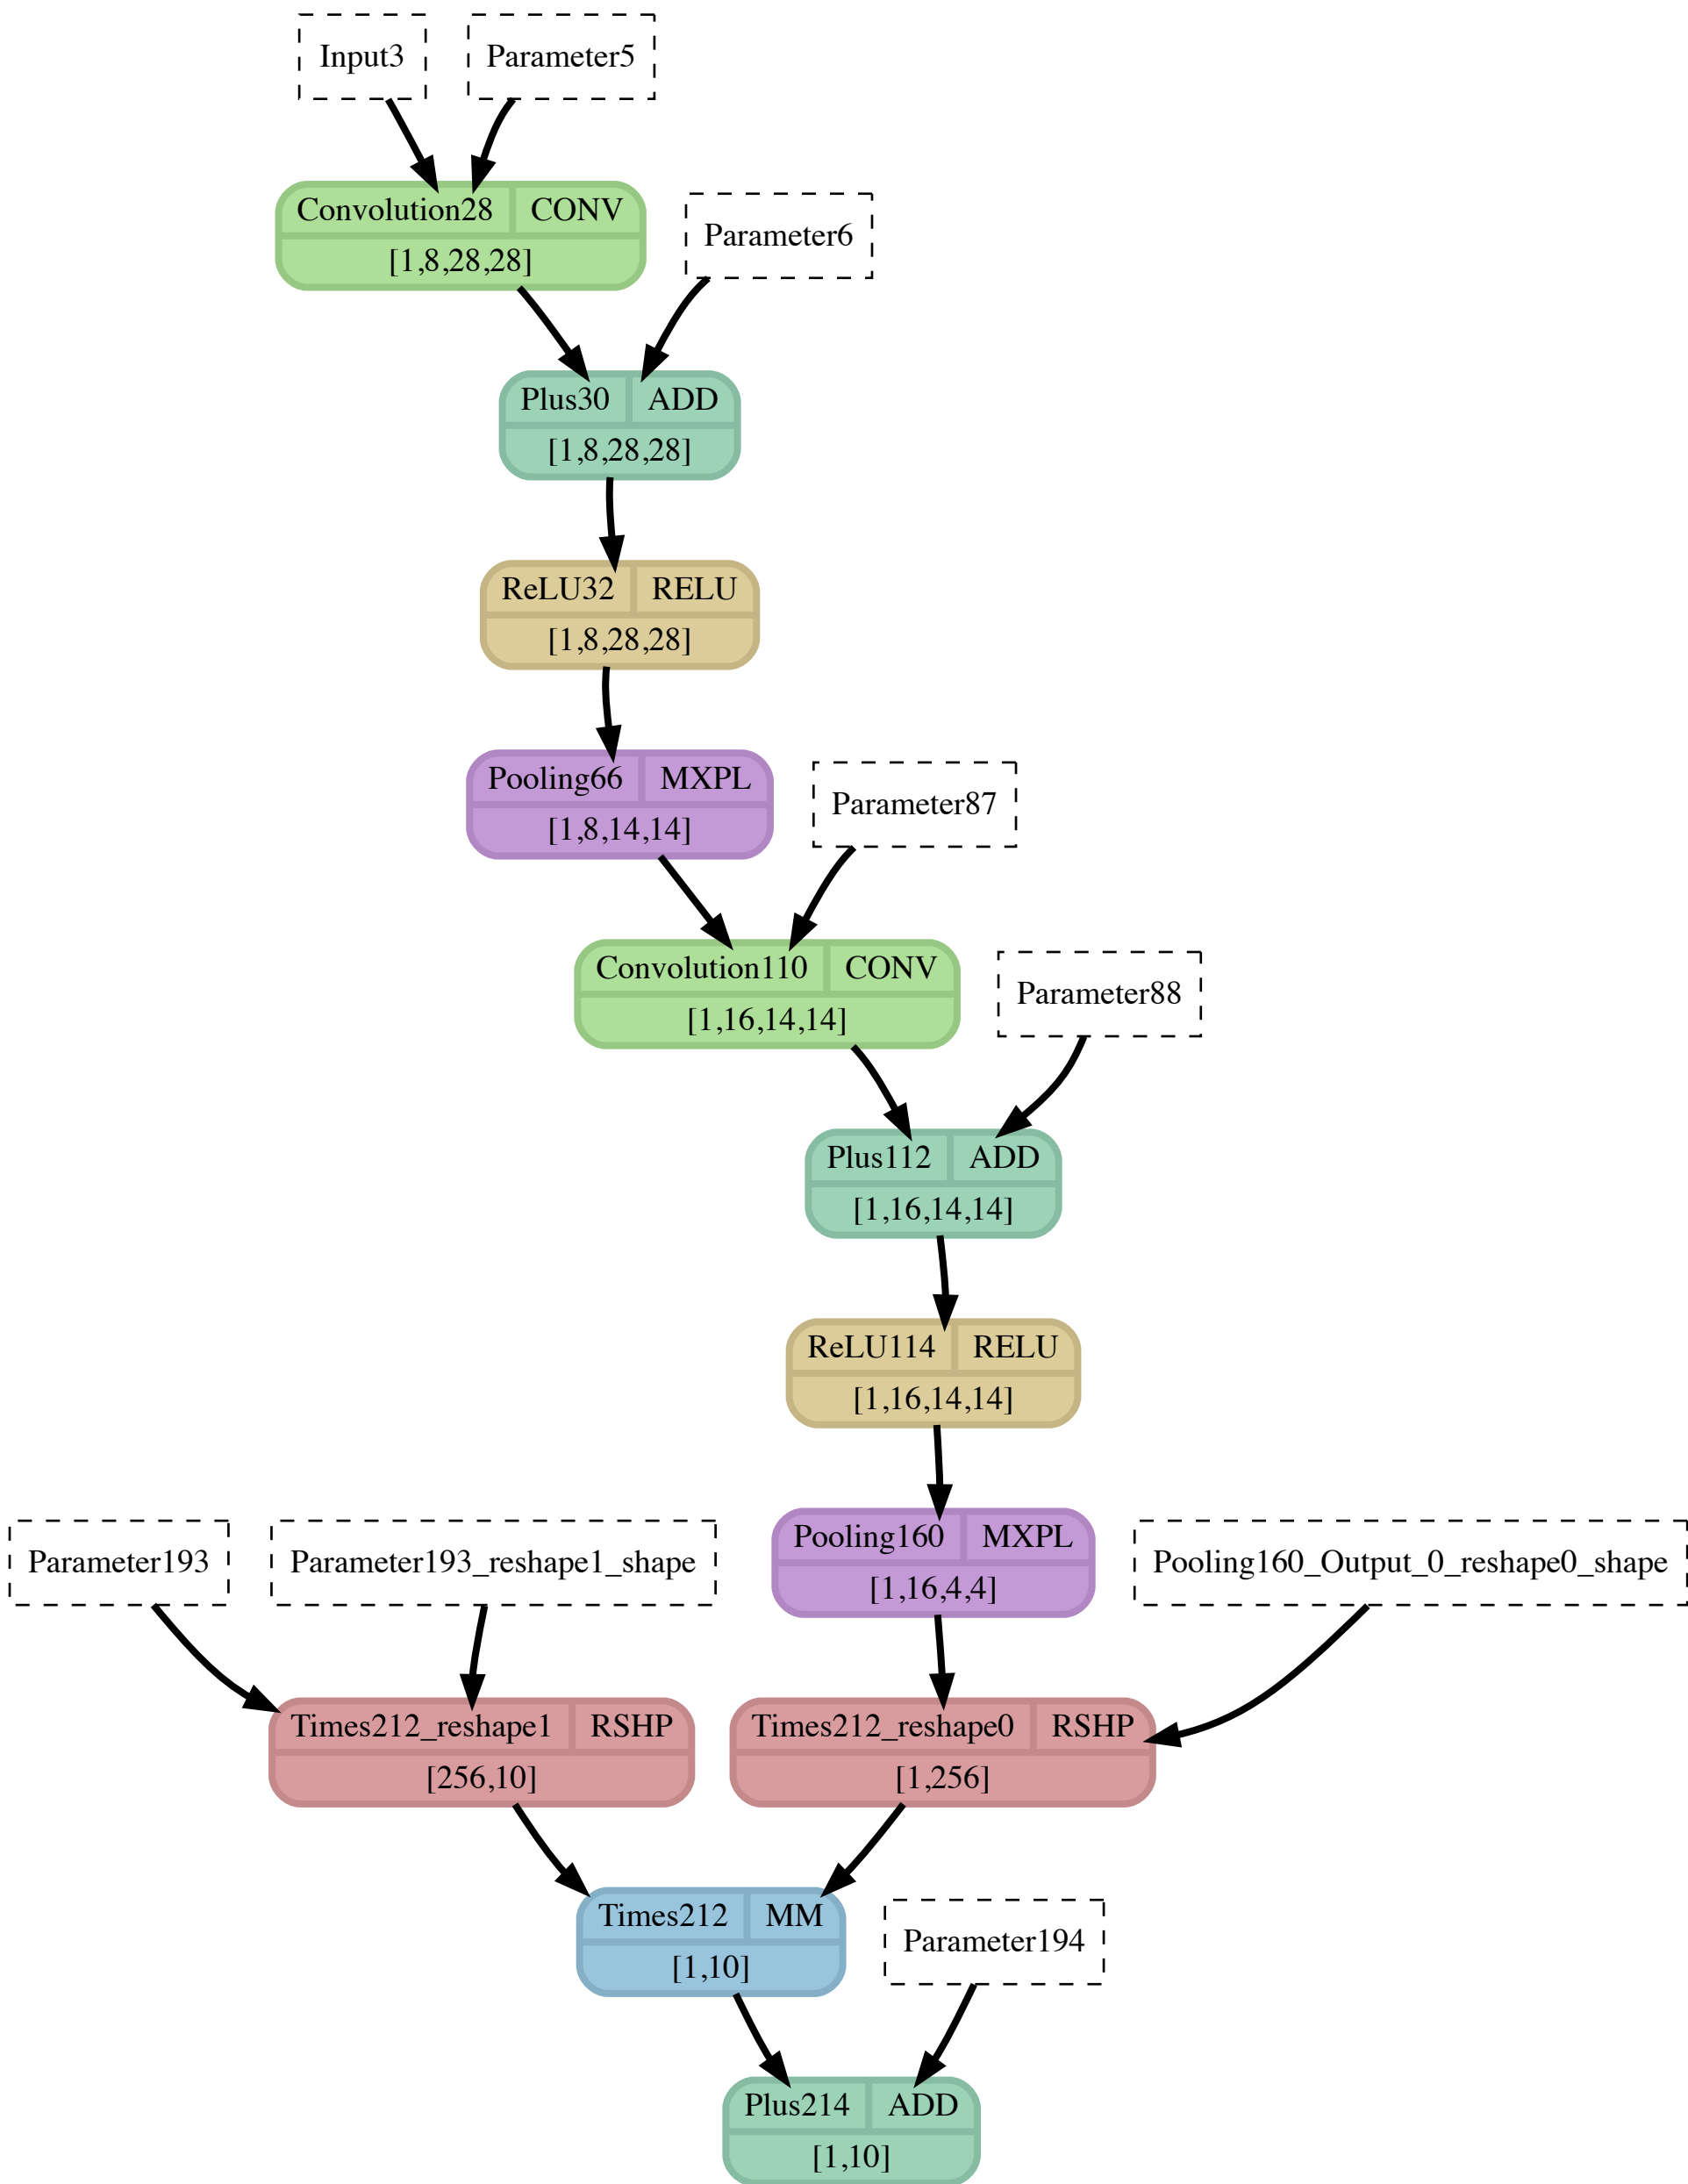 Input3
Parameter5
Convolution28 CONV
[1,8,28,28]
Parameter6
Plus30 ADD
[1,8,28,28]
ReLU32 RELU
[1,8,28,28]
Pooling66 MXPL
[1,8,14,14]
Parameter87
Convolution110 CONV
[1,16,14,14]
Parameter88
Plus112 ADD
[1,16,14,14]
ReLU114 RELU
[1,16,14,14]
Parameter193
Parameter193_reshape1_shape
Pooling160 MXPL
[1,16,4,4]
Pooling160_Output_0_reshape0_shape
Times212_reshape1 RSHP
[256,10]
Times212_reshape0 RSHP
[1,256]
Times212 MM
[1,10]
Parameter194
Plus214 ADD
[1,10]